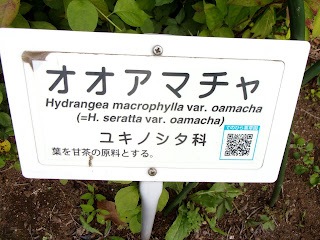 オオアマチャ
Hydrangea macrophylla var. oamacha
(=H. seratta var. oamacha)
ユキノシタ科
葉を甘茶の原料とする。